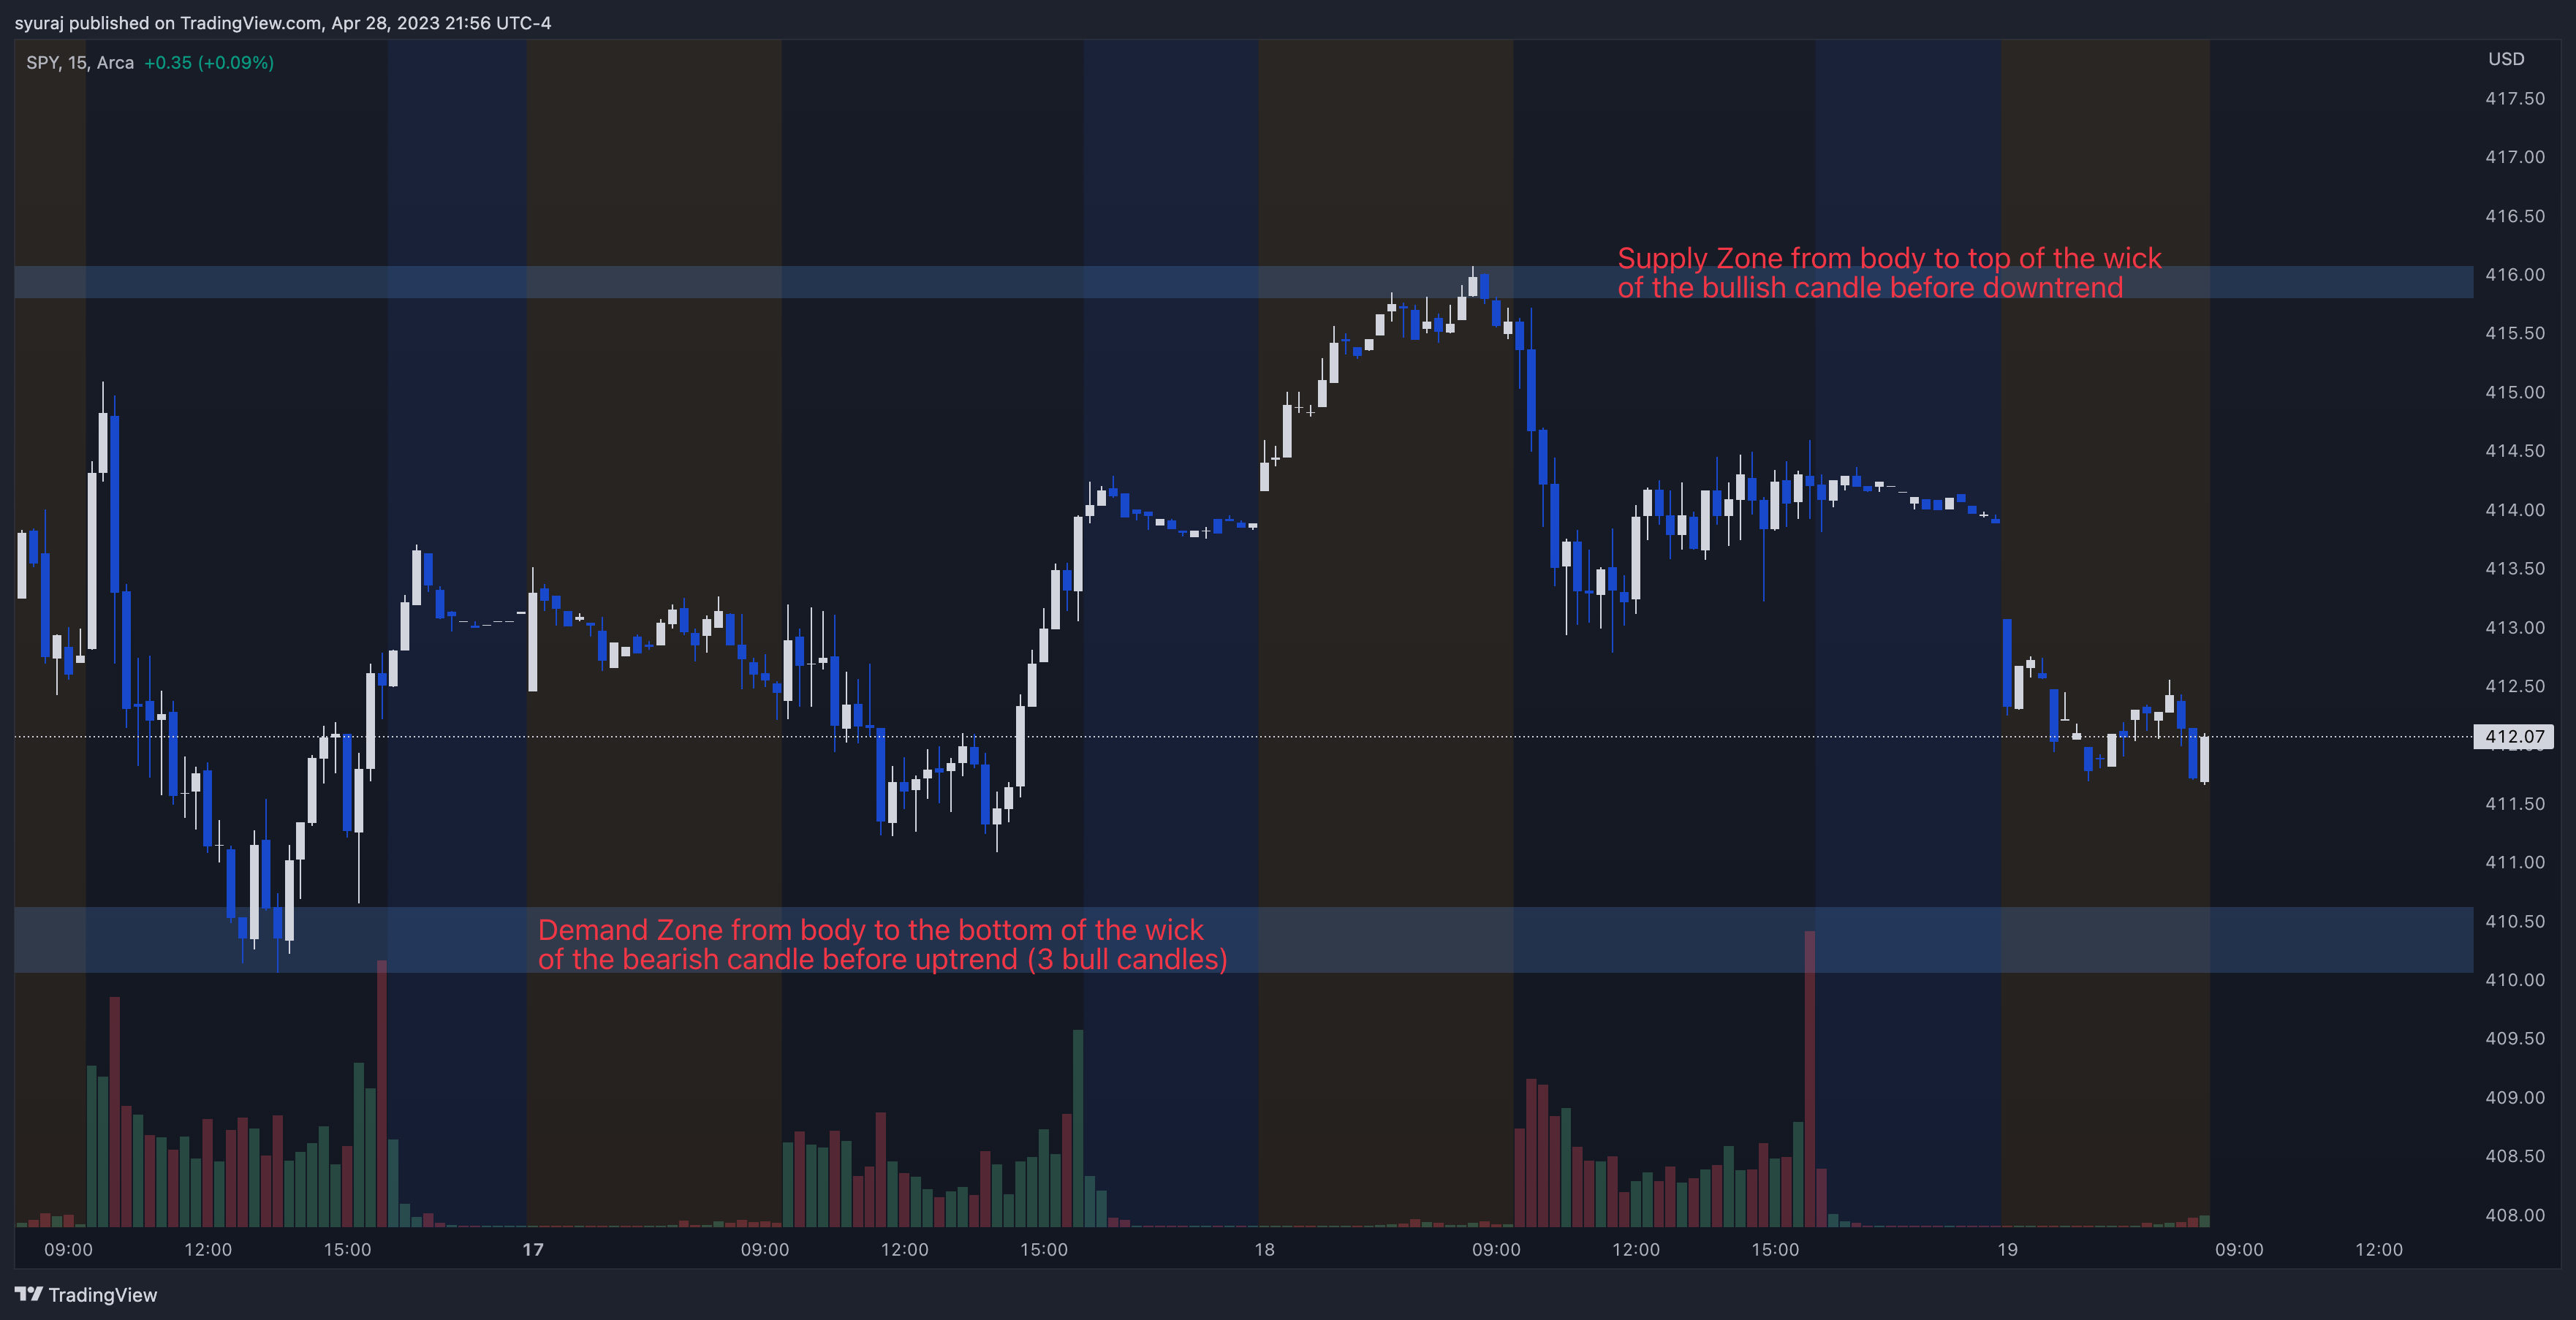 syuraj published on TradingView.com, Apr 28, 2023 21:56 UTC-4
SPY, 15, Arca +0.35 (+0.09%)
USD
417.50
417.00
416.50
Supply Zone from body to top of the wick
of the bullish candle before downtrend
416.00
415.50
415.00
414.50
414.00
413.50
413.00
412.50
412.07
411.50
411.00
410.50
Demand Zone from body to the bottom of the wick
of the bearish candle before uptrend (3 bull candles)
410.00
409.50
409.00
408.50
408.00
09:00 12:00 15:00 17 09:00 12:00 15:00 18 09:00 12:00 15:00 19 09:00 12:00
TradingView